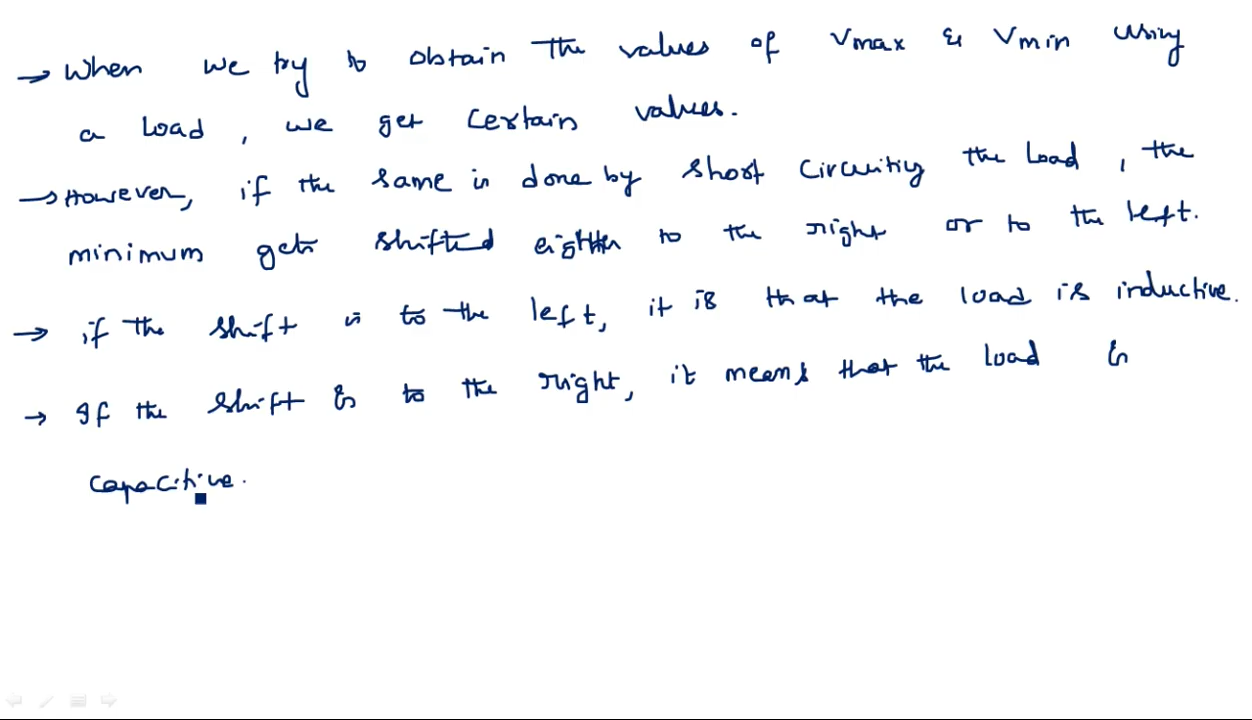 → When we try to obtain the values of Vmax & Vmin using
a Load, we get certain values.
→ However, if the same is done by short circuiting the Load, the
minimum gets shifted eighter to the right or to the left.
→ if the shift is to the left, it is that the load is inductive.
→ If the shift is to the right, it means that the load is
capacitive.